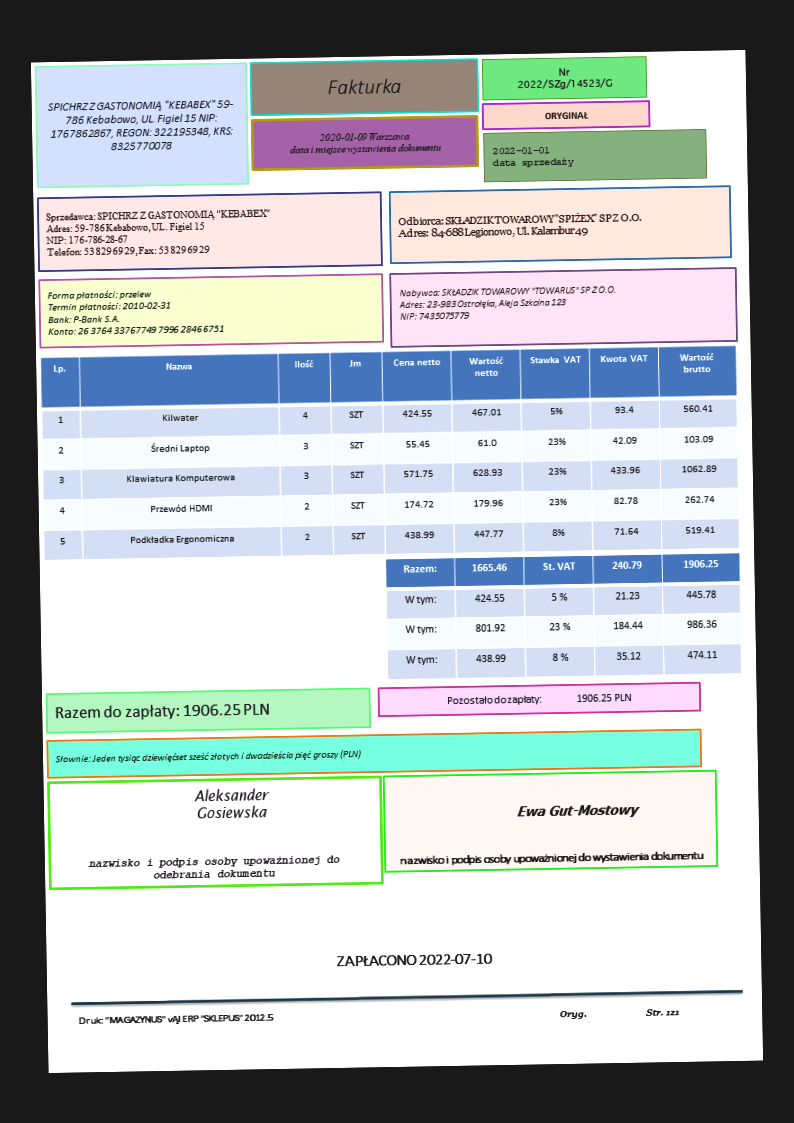 SPICHRZ Z GASTONOMIĄ "KEBABEX" 59-
786 Kebabowo, UL. Figiel 15 NIP:
1767862867, REGON: 322195348, KRS:
8325770078
Fakturka
2020-01-09 Warszawa
data i miejsce wystawienia dokumentu
Nr
2022/SZg/14523/G
ORYGINAŁ
2022-01-01
data sprzedaży
Sprzedawca: SPICHRZ Z GASTONOMIĄ "KEBABEX"
Adres: 59-786 Kebabowo, UL. Figiel 15
NIP: 176-786-28-67
Telefon: 538296929, Fax: 538296929
Odbiorca: SKŁADZIK TOWAROWY "SPIŻEX" SP Z O.O.
Adres: 84-688 Legionowo, Ul. Kalambur 49
Forma płatności: przelew
Termin płatności: 2010-02-31
Bank: P-Bank S.A.
Konto: 26 3764 3376 7749 7996 2846 6751
Nabywca: SKŁADZIK TOWAROWY "TOWARUS" SP Z O.O.
Adres: 23-983 Ostrołęka, Aleja Szkolna 123
NIP: 7435075779
Lp. Nazwa Ilość Jm Cena netto Wartość netto Stawka VAT Kwota VAT Wartość brutto
1 Kilwater 4 SZT 424.55 467.01 5% 93.4 560.41
2 Średni Laptop 3 SZT 55.45 61.0 23% 42.09 103.09
3 Klawiatura Komputerowa 3 SZT 571.75 628.93 23% 433.96 1062.89
4 Przewód HDMI 2 SZT 174.72 179.96 23% 82.78 262.74
5 Podkładka Ergonomiczna 2 SZT 438.99 447.77 8% 71.64 519.41
Razem: 1665.46 St. VAT 240.79 1906.25
W tym: 424.55 5 % 21.23 445.78
W tym: 801.92 23 % 184.44 986.36
W tym: 438.99 8 % 35.12 474.11
Razem do zapłaty: 1906.25 PLN
Pozostało do zapłaty: 1906.25 PLN
Słownie: Jeden tysiąc dziewięćset sześć złotych i dwadzieścia pięć groszy (PLN)
Aleksander
Gosiewska
nazwisko i podpis osoby upoważnionej do
odebrania dokumentu
Ewa Gut-Mostowy
nazwisko i podpis osoby upoważnionej do wystawienia dokumentu
ZAPŁACONO 2022-07-10
Druk: "MAGAZYNUS" vAJ ERP "SKLEPUS" 2012.5
Oryg. Str. 121